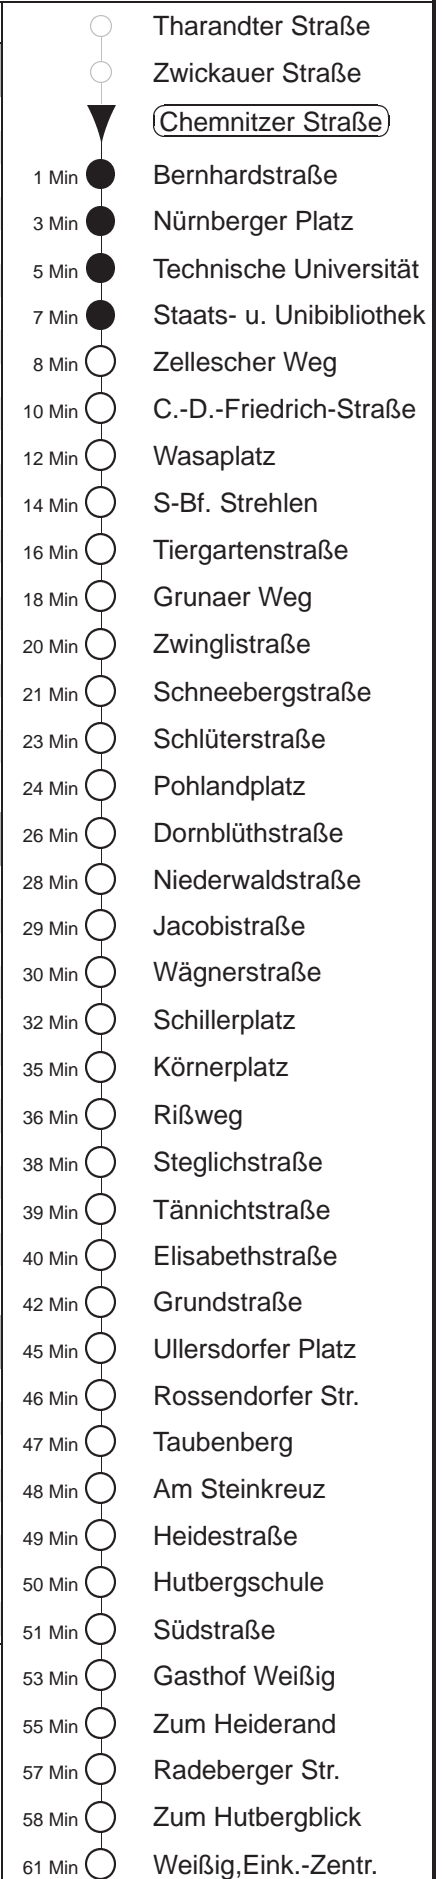 Tharandter Straße
Zwickauer Straße
Chemnitzer Straße
1 Min Bernhardstraße
3 Min Nürnberger Platz
5 Min Technische Universität
7 Min Staats- u. Unibibliothek
8 Min Zellescher Weg
10 Min C.-D.-Friedrich-Straße
12 Min Wasaplatz
14 Min S-Bf. Strehlen
16 Min Tiergartenstraße
18 Min Grunaer Weg
20 Min Zwinglistraße
21 Min Schneebergstraße
23 Min Schlüterstraße
24 Min Pohlandplatz
26 Min Dornblüthstraße
28 Min Niederwaldstraße
29 Min Jacobistraße
30 Min Wägnerstraße
32 Min Schillerplatz
35 Min Körnerplatz
36 Min Rißweg
38 Min Steglichstraße
39 Min Tännichtstraße
40 Min Elisabethstraße
42 Min Grundstraße
45 Min Ullersdorfer Platz
46 Min Rossendorfer Str.
47 Min Taubenberg
48 Min Am Steinkreuz
49 Min Heidestraße
50 Min Hutbergschule
51 Min Südstraße
53 Min Gasthof Weißig
55 Min Zum Heiderand
57 Min Radeberger Str.
58 Min Zum Hutbergblick
61 Min Weißig,Eink.-Zentr.